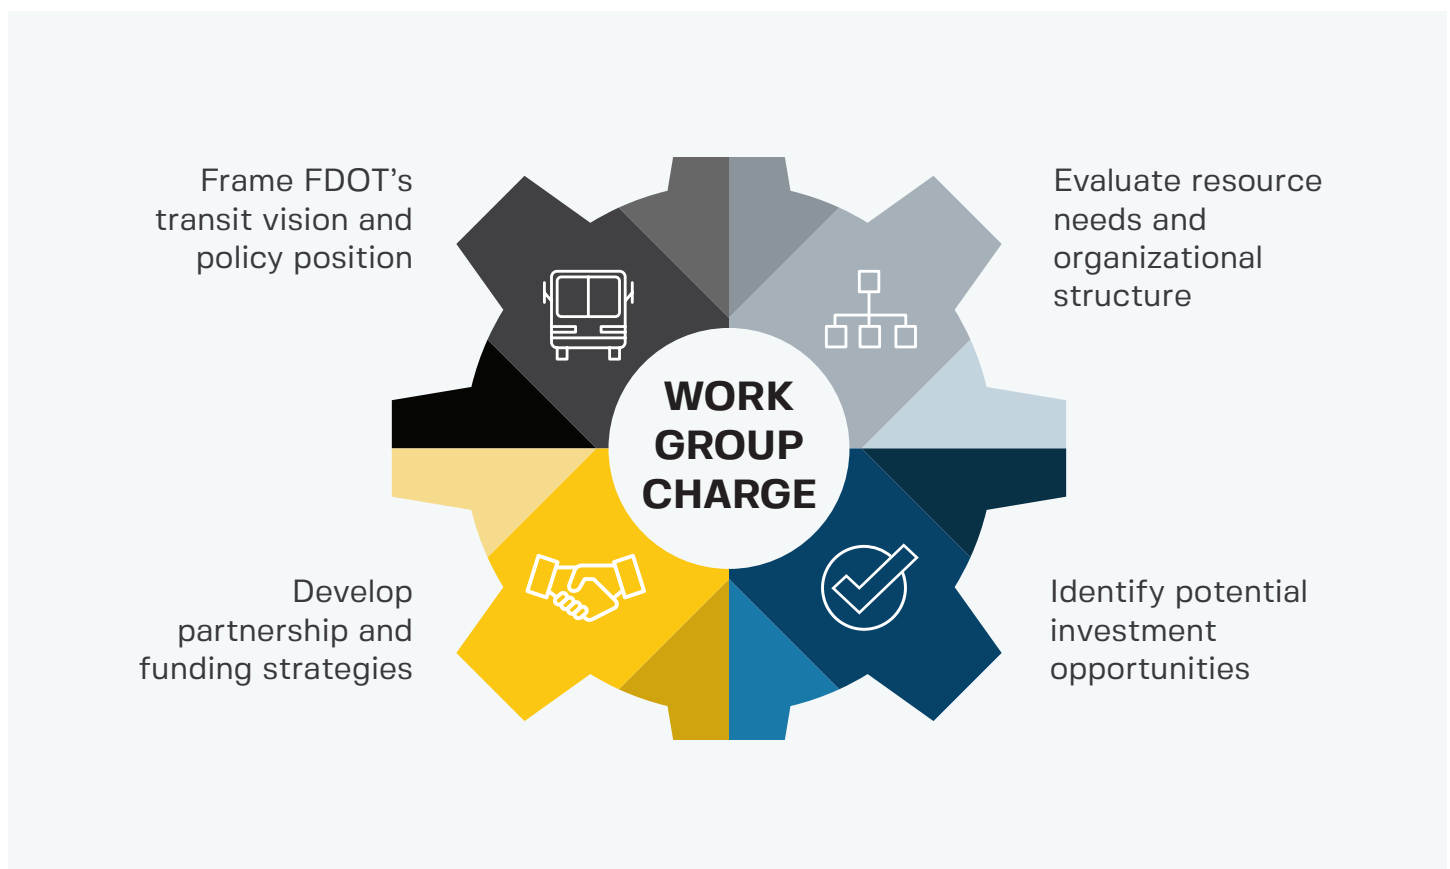 Frame FDOT’s
transit vision and
policy position
Evaluate resource
needs and
organizational
structure
WORK
GROUP
CHARGE
Develop
partnership and
funding strategies
Identify potential
investment
opportunities